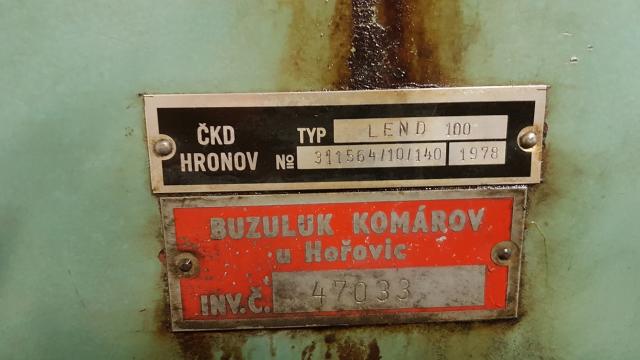 ČKD TYP LEND 100
HRONOV № 311564/10/140 1978
BUZULUK KOMÁROV
u Hořovic
INV.Č. 47033